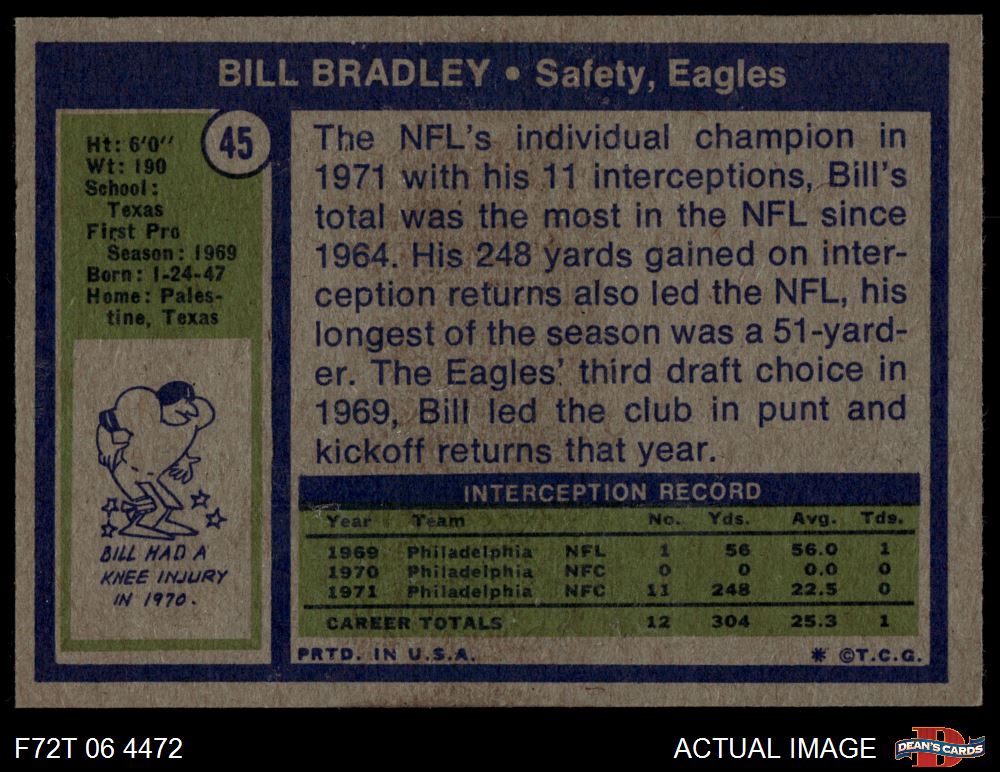 BILL BRADLEY • Safety, Eagles
45
Ht: 6'0"
Wt: 190
School:
Texas
First Pro
Season: 1969
Born: 1-24-47
Home: Pales-
tine, Texas
BILL HAD A
KNEE INJURY
IN 1970.
The NFL's individual champion in
1971 with his 11 interceptions, Bill's
total was the most in the NFL since
1964. His 248 yards gained on inter-
ception returns also led the NFL, his
longest of the season was a 51-yard-
er. The Eagles' third draft choice in
1969, Bill led the club in punt and
kickoff returns that year.
INTERCEPTION RECORD
Year Team No. Yds. Avg. Tds.
1969 Philadelphia NFL 1 56 56.0 1
1970 Philadelphia NFC 0 0 0.0 0
1971 Philadelphia NFC 11 248 22.5 0
CAREER TOTALS 12 304 25.3 1
PRTD. IN U.S.A. * ©T.C.G.
F72T 06 4472 ACTUAL IMAGE D DEAN'S CARDS